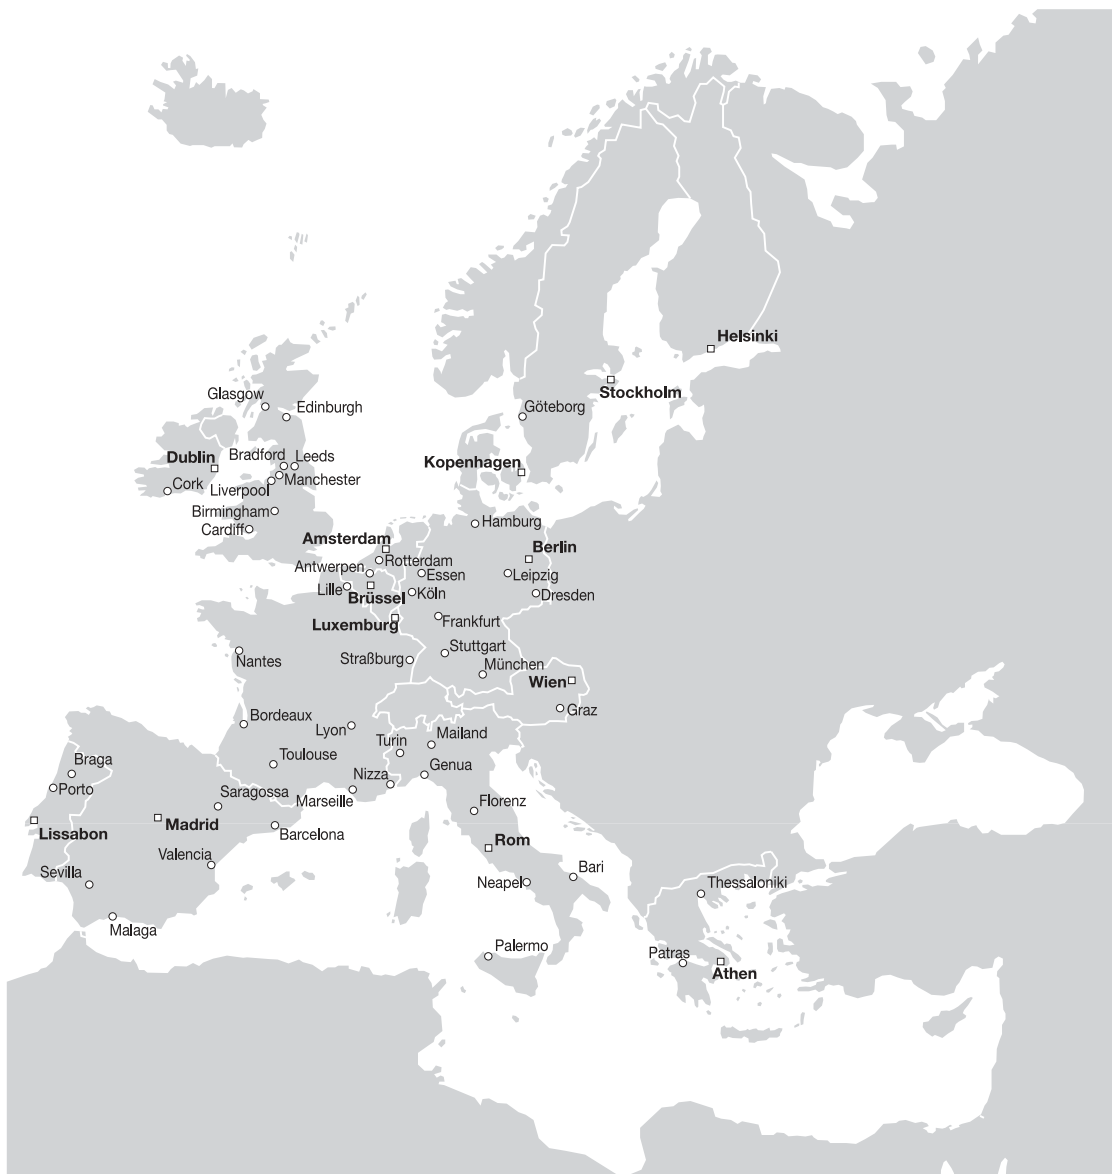 Helsinki
Stockholm
Glasgow
Edinburgh
Göteborg
Bradford
Leeds
Dublin
Kopenhagen
Manchester
Cork
Liverpool
Birmingham
Hamburg
Cardiff
Amsterdam
Berlin
Rotterdam
Antwerpen
Essen
Leipzig
Lille
Köln
Dresden
Brüssel
Luxemburg
Frankfurt
Stuttgart
Nantes
Straßburg
München
Wien
Graz
Bordeaux
Lyon
Mailand
Turin
Braga
Toulouse
Genua
Nizza
Porto
Saragossa
Marseille
Florenz
Lissabon
Madrid
Barcelona
Rom
Valencia
Sevilla
Bari
Neapel
Thessaloniki
Malaga
Palermo
Patras
Athen